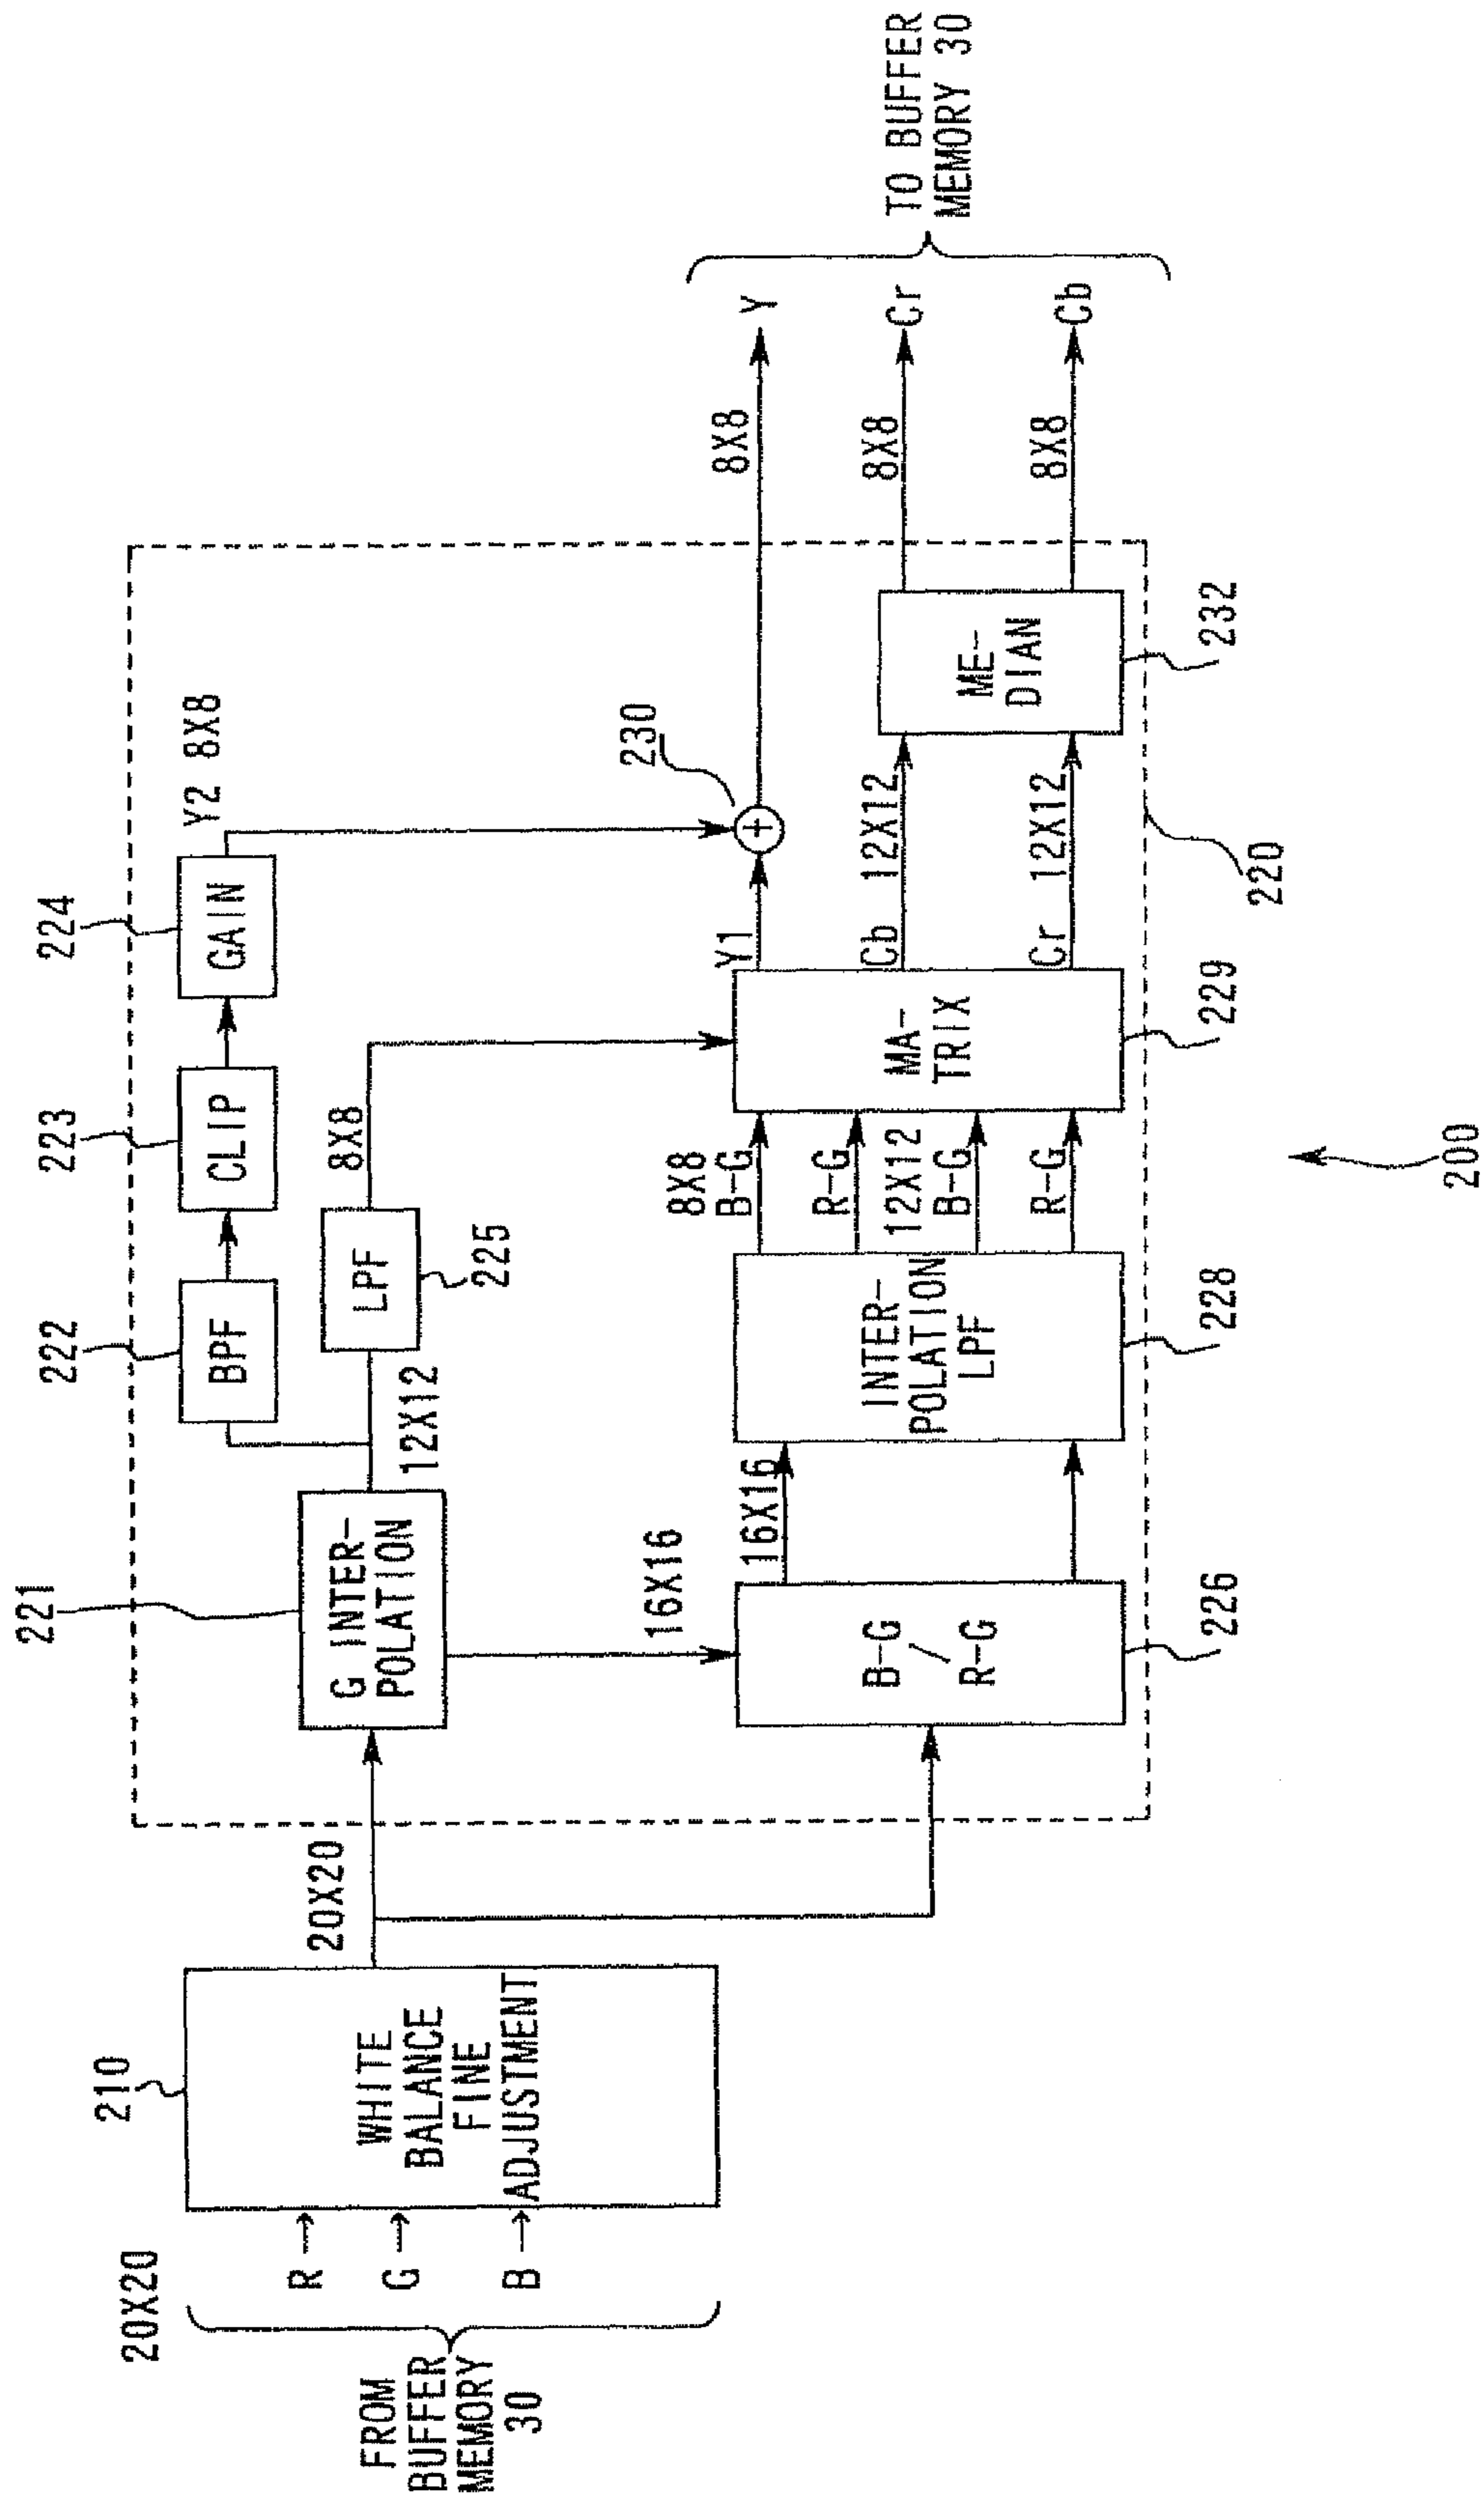 FROM
BUFFER
MEMORY
30
20X20
R
G
B
210
WHITE
BALANCE
FINE
ADJUSTMENT
20X20
221
G INTER-
POLATION
12X12
16X16
222
BPF
223
CLIP
224
GAIN
Y2 8X8
LPF
225
8X8
B-G
R-G
226
16X16
INTER-
POLATION
LPF
228
8X8
B-G
R-G
12X12
B-G
R-G
MA-
TRIX
229
Y1
Cb 12X12
Cr 12X12
230
+
ME-
DIAN
232
220
8X8
8X8
8X8
Y
Cr
Cb
TO BUFFER
MEMORY 30
200